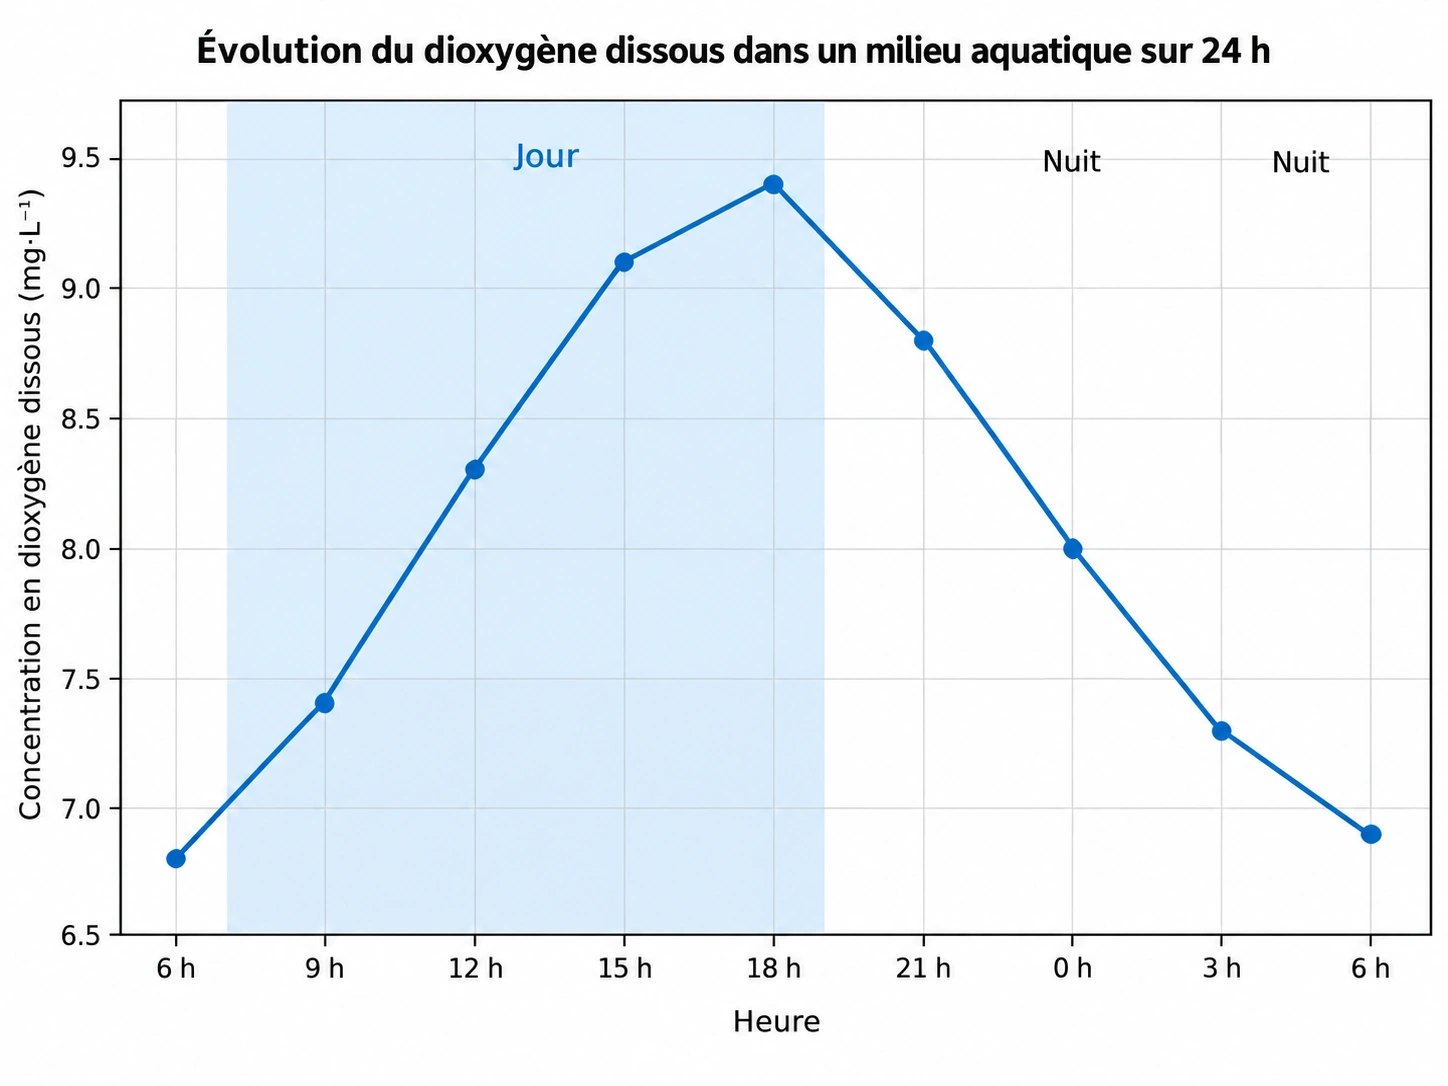 Évolution du dioxygène dissous dans un milieu aquatique sur 24 h
Jour
Nuit
Nuit
Concentration en dioxygène dissous (mg·L⁻¹)
9.5
9.0
8.5
8.0
7.5
7.0
6.5
6 h
9 h
12 h
15 h
18 h
21 h
0 h
3 h
6 h
Heure